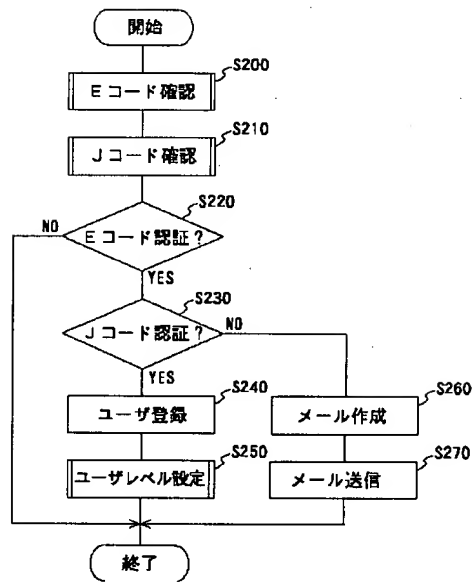 開始
S200
Eコード確認
S210
Jコード確認
S220
NO
Eコード認証?
YES
S230
Jコード認証?
NO
YES
S240
ユーザ登録
S260
メール作成
S250
ユーザレベル設定
S270
メール送信
終了